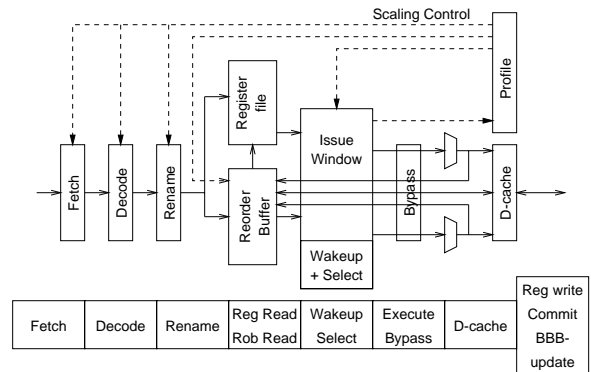 Scaling Control
Profile
Register
file
Issue
Window
Fetch
Decode
Rename
Reorder
Buffer
Bypass
D-cache
Wakeup
+ Select
Fetch
Decode
Rename
Reg Read
Rob Read
Wakeup
Select
Execute
Bypass
D-cache
Reg write
Commit
BBB-
update